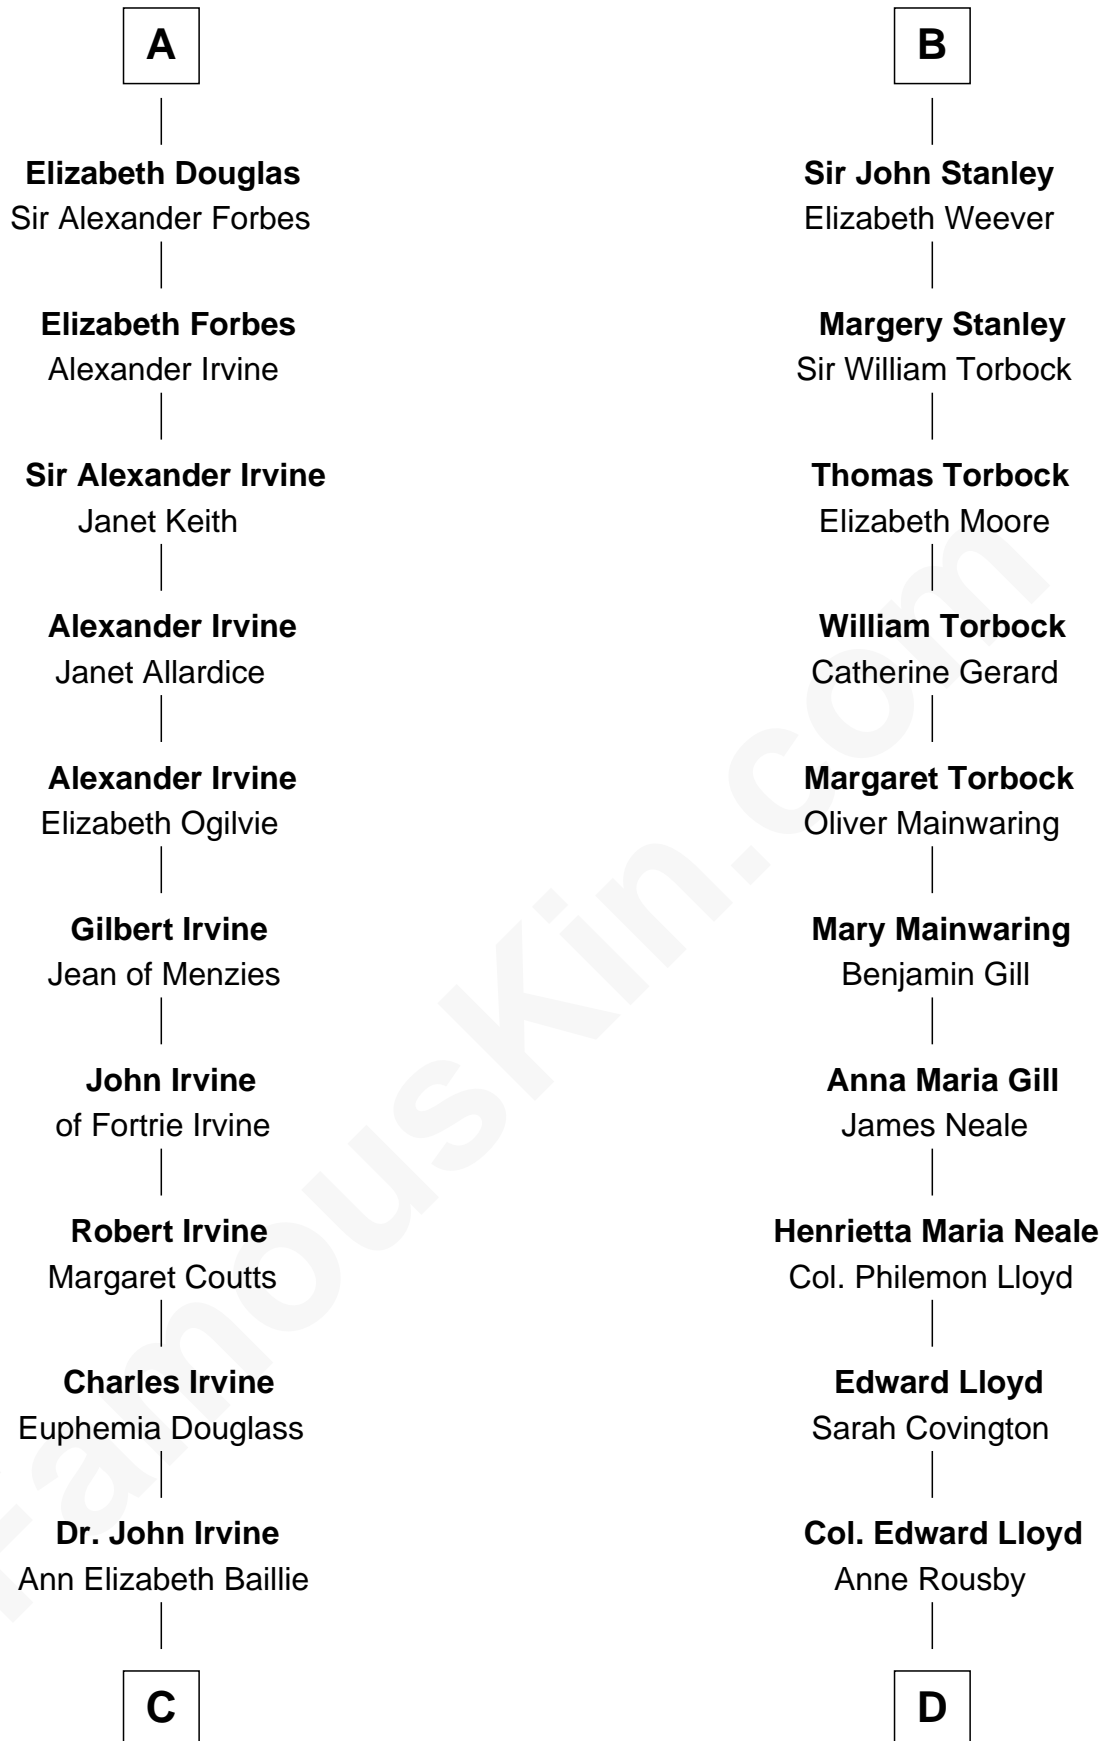 A
Elizabeth Douglas
Sir Alexander Forbes
Elizabeth Forbes
Alexander Irvine
Sir Alexander Irvine
Janet Keith
Alexander Irvine
Janet Allardice
Alexander Irvine
Elizabeth Ogilvie
Gilbert Irvine
Jean of Menzies
John Irvine
of Fortrie Irvine
Robert Irvine
Margaret Coutts
Charles Irvine
Euphemia Douglass
Dr. John Irvine
Ann Elizabeth Baillie
C
B
Sir John Stanley
Elizabeth Weever
Margery Stanley
Sir William Torbock
Thomas Torbock
Elizabeth Moore
William Torbock
Catherine Gerard
Margaret Torbock
Oliver Mainwaring
Mary Mainwaring
Benjamin Gill
Anna Maria Gill
James Neale
Henrietta Maria Neale
Col. Philemon Lloyd
Edward Lloyd
Sarah Covington
Col. Edward Lloyd
Anne Rousby
D
FamousKin.com